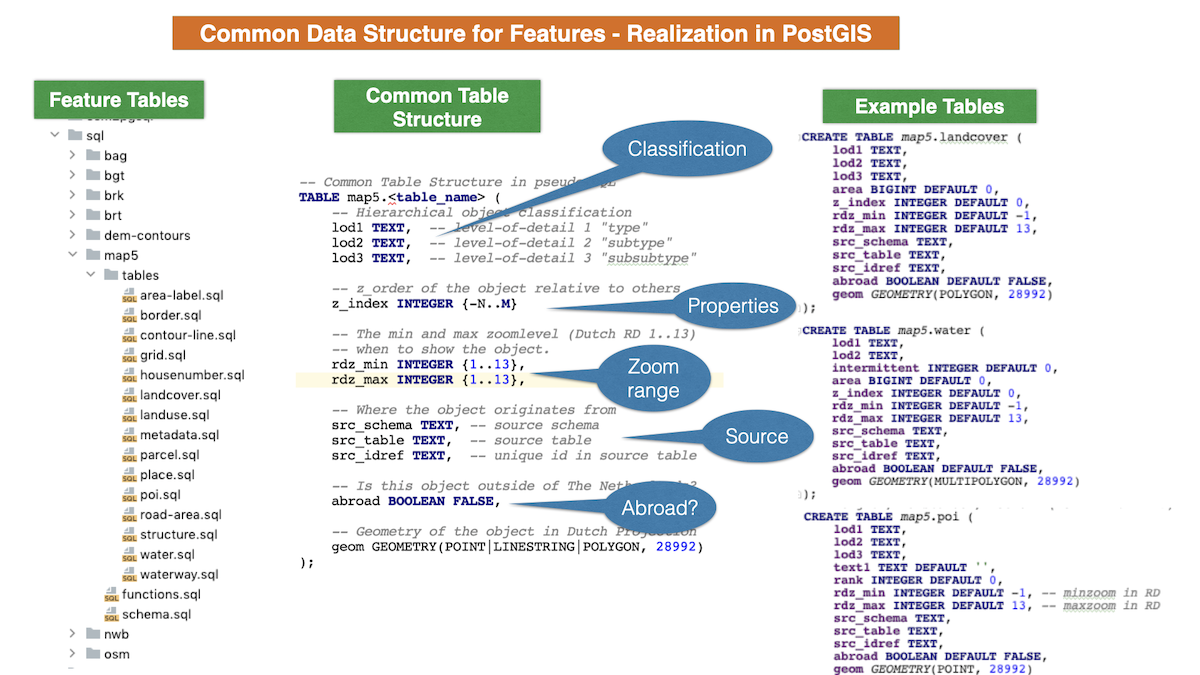 Common Data Structure for Features - Realization in PostGIS
Feature Tables
sql
bag
bgt
brk
brt
dem-contours
map5
tables
area-label.sql
border.sql
contour-line.sql
grid.sql
housenumber.sql
landcover.sql
landuse.sql
metadata.sql
parcel.sql
place.sql
poi.sql
road-area.sql
structure.sql
water.sql
waterway.sql
functions.sql
schema.sql
nwb
osm
Common Table
Structure
-- Common Table Structure in pseudo
TABLE map5.<table_name> (
-- Hierarchical object classification
lod1 TEXT, -- level-of-detail 1 "type"
lod2 TEXT, -- level-of-detail 2 "subtype"
lod3 TEXT, -- level-of-detail 3 "subsubtype"
-- z_order of the object relative to others
z_index INTEGER {-N..M}
-- The min and max zoomlevel (Dutch RD 1..13)
-- when to show the object.
rdz_min INTEGER {1..13},
rdz_max INTEGER {1..13},
-- Where the object originates from
src_schema TEXT, -- source schema
src_table TEXT, -- source table
src_idref TEXT, -- unique id in source table
-- Is this object outside of The
abroad BOOLEAN FALSE,
-- Geometry of the object in Dutch Projection
geom GEOMETRY(POINT|LINESTRING|POLYGON, 28992)
);
Classification
Properties
Zoom
range
Source
Abroad?
Example Tables
CREATE TABLE map5.landcover (
lod1 TEXT,
lod2 TEXT,
lod3 TEXT,
area BIGINT DEFAULT 0,
z_index INTEGER DEFAULT 0,
rdz_min INTEGER DEFAULT -1,
rdz_max INTEGER DEFAULT 13,
src_schema TEXT,
src_table TEXT,
src_idref TEXT,
abroad BOOLEAN DEFAULT FALSE,
geom GEOMETRY(POLYGON, 28992)
);
CREATE TABLE map5.water (
lod1 TEXT,
lod2 TEXT,
intermittent INTEGER DEFAULT 0,
area BIGINT DEFAULT 0,
z_index INTEGER DEFAULT 0,
rdz_min INTEGER DEFAULT -1,
rdz_max INTEGER DEFAULT 13,
src_schema TEXT,
src_table TEXT,
src_idref TEXT,
abroad BOOLEAN DEFAULT FALSE,
geom GEOMETRY(MULTIPOLYGON, 28992)
);
CREATE TABLE map5.poi (
lod1 TEXT,
lod2 TEXT,
lod3 TEXT,
text1 TEXT DEFAULT '',
rank INTEGER DEFAULT 0,
rdz_min INTEGER DEFAULT -1, -- minzoom in RD
rdz_max INTEGER DEFAULT 13, -- maxzoom in RD
src_schema TEXT,
src_table TEXT,
src_idref TEXT,
abroad BOOLEAN DEFAULT FALSE,
geom GEOMETRY(POINT, 28992)